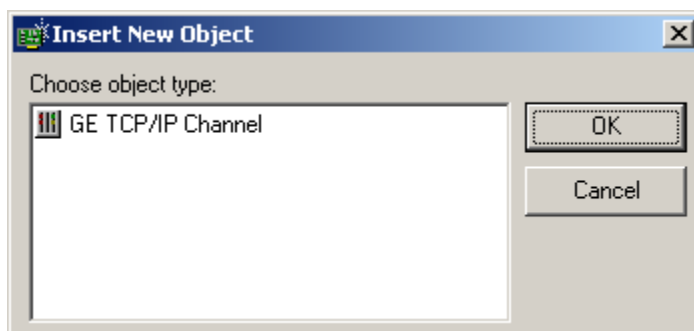 Insert New Object
Choose object type:
GE TCP/IP Channel
OK
Cancel